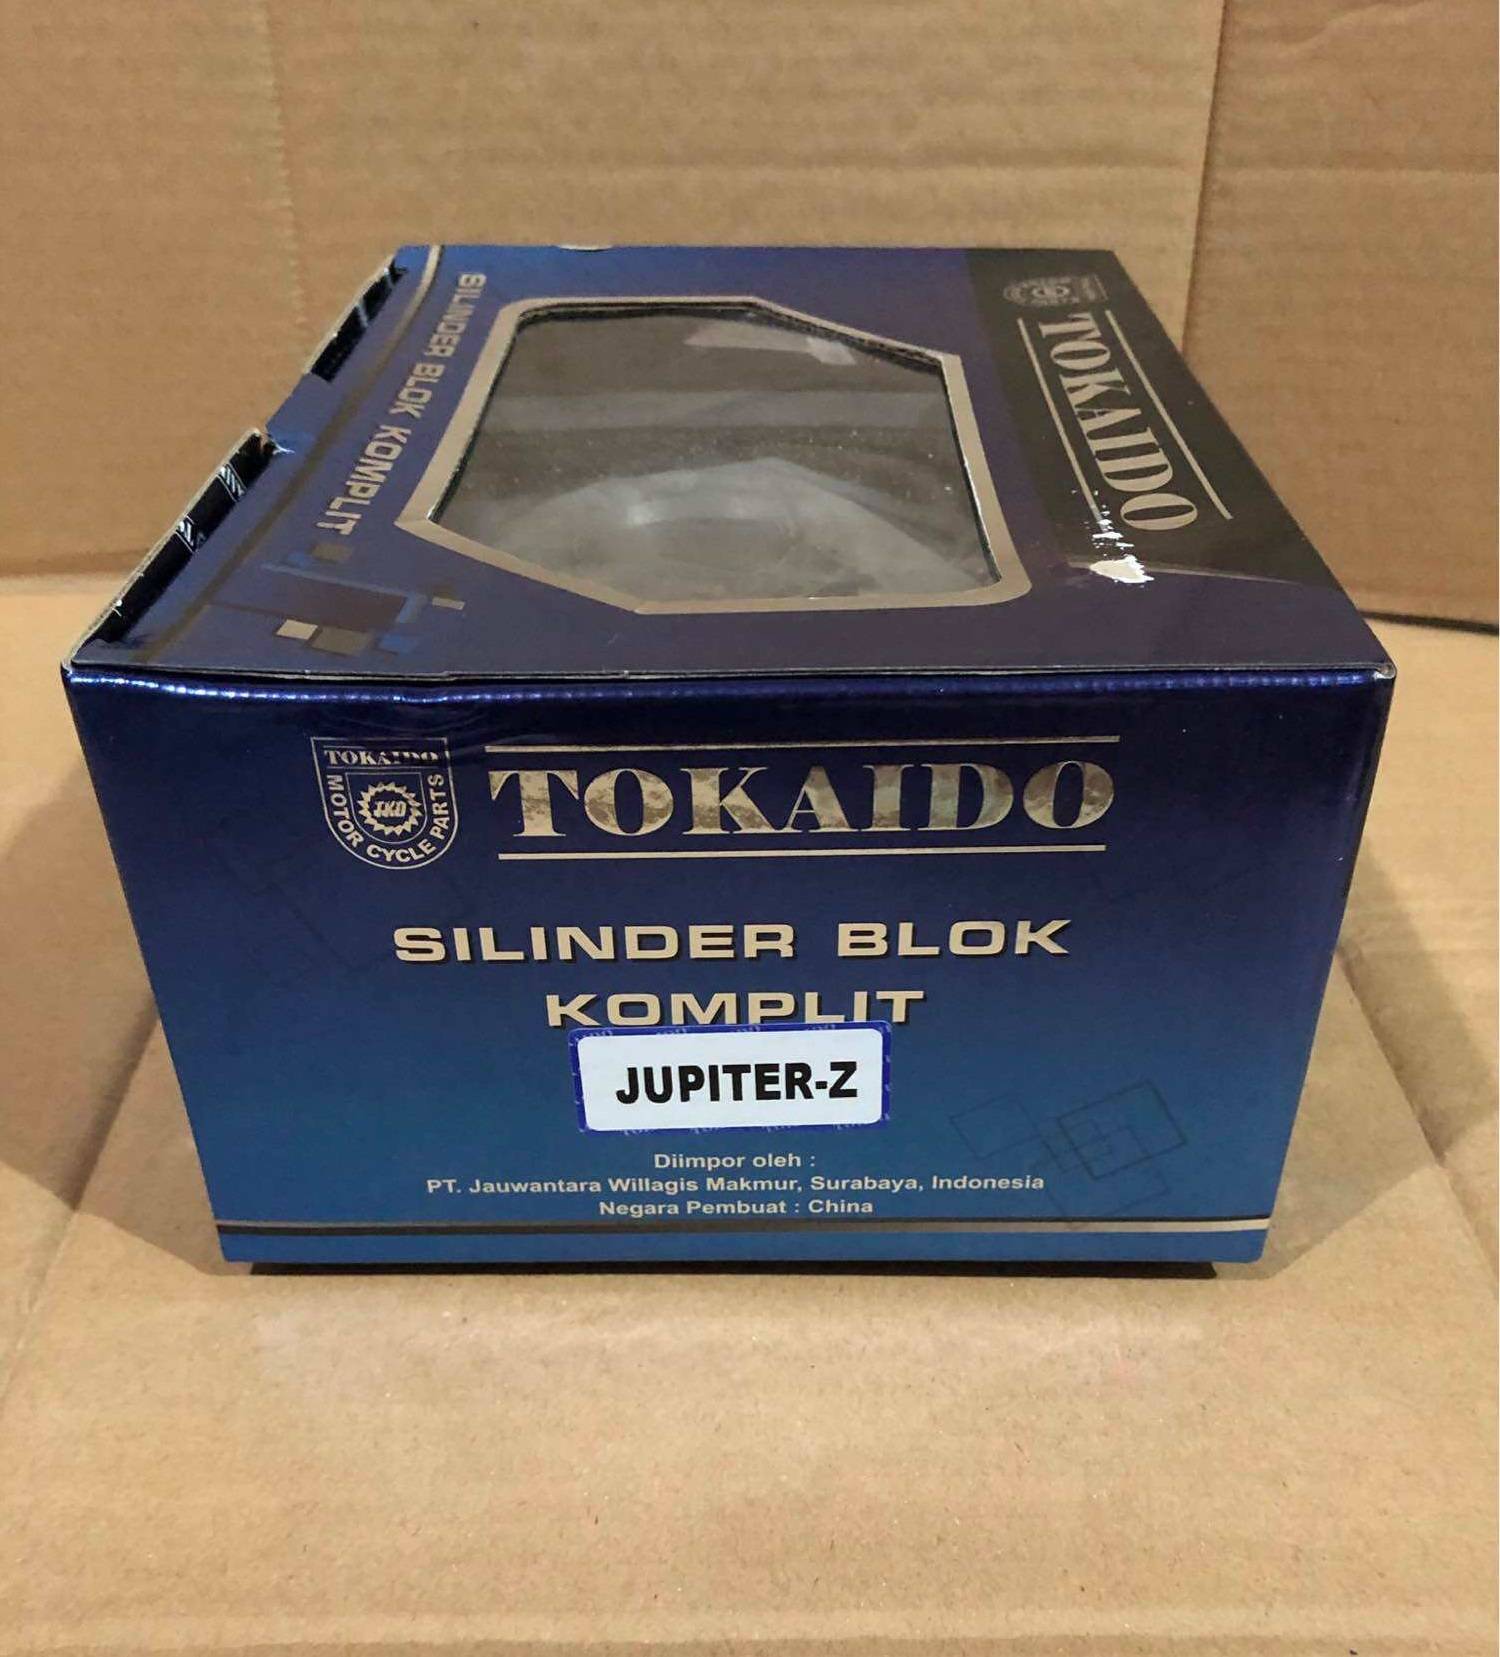 TOKAIDO
SILINDER BLOK KOMPLIT
TOKAIDO
MOTOR CYCLE PARTS
TKD
TOKAIDO
SILINDER BLOK
KOMPLIT
JUPITER-Z
Diimpor oleh :
PT. Jauwantara Willagis Makmur, Surabaya, Indonesia
Negara Pembuat : China